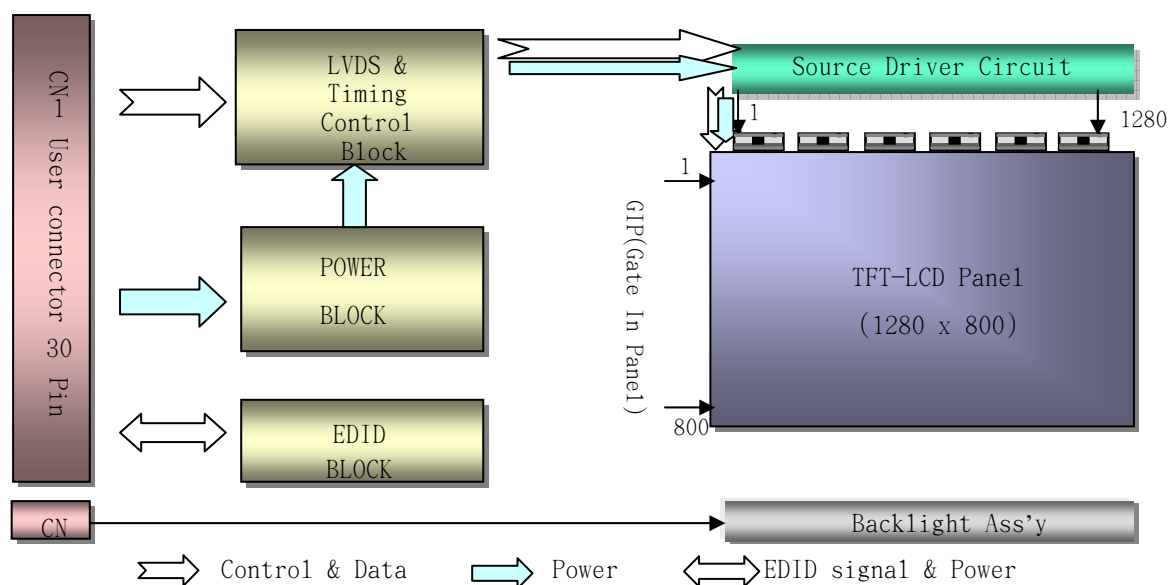 CN-1 User connector 30 Pin
LVDS &
Timing
Control
Block
Source Driver Circuit
1
1280
1
GIP(Gate In Panel)
800
POWER
BLOCK
TFT-LCD Panel
(1280 x 800)
EDID
BLOCK
CN
Backlight Ass'y
Control & Data
Power
EDID signal & Power